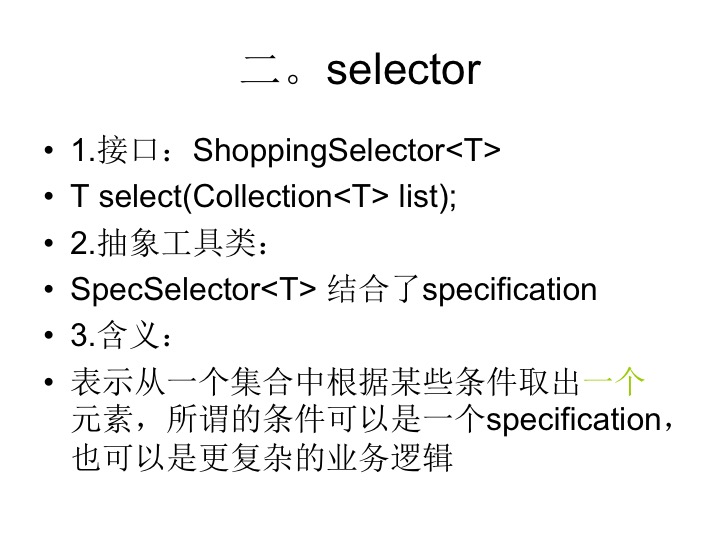 二。selector
• 1.接口：ShoppingSelector<T>
• T select(Collection<T> list);
• 2.抽象工具类：
• SpecSelector<T> 结合了specification
• 3.含义：
• 表示从一个集合中根据某些条件取出一个
元素，所谓的条件可以是一个specification，
也可以是更复杂的业务逻辑